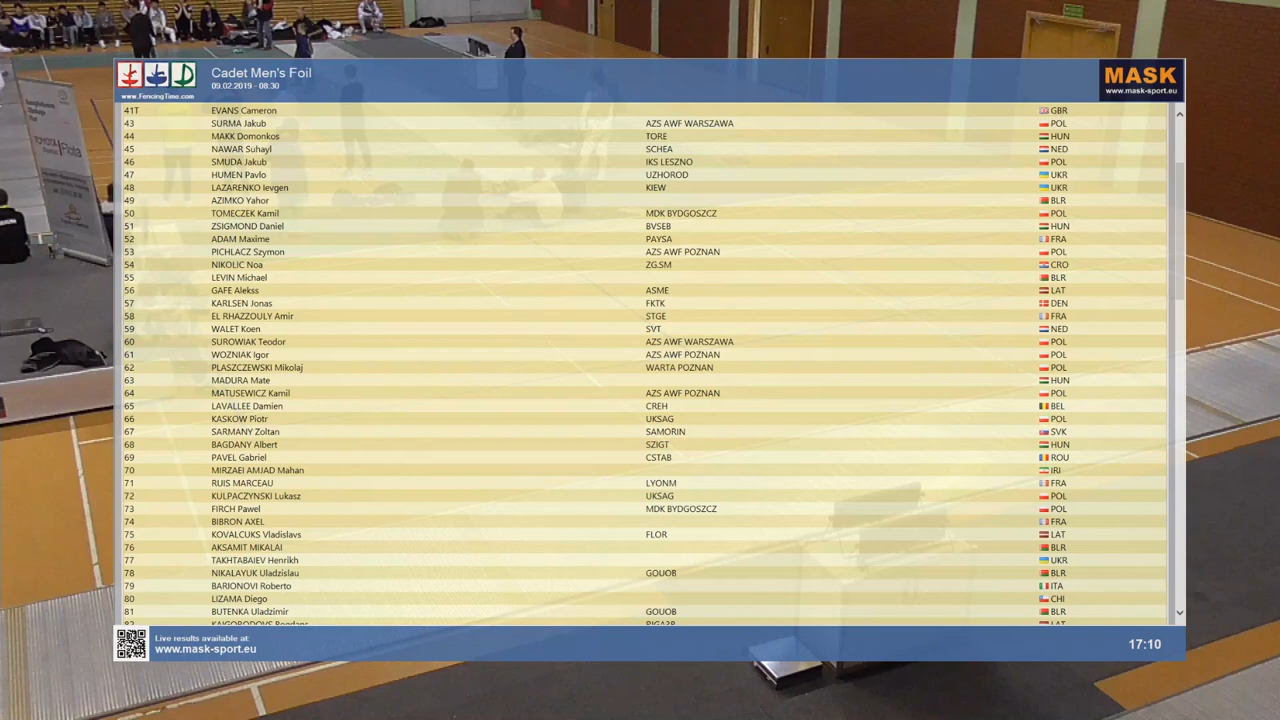 Cadet Men's Foil
09.02.2019 - 08:30
www.FencingTime.com
MASK
www.mask-sport.eu
41T EVANS Cameron GBR
43 SURMA Jakub AZS AWF WARSZAWA POL
44 MAKK Domonkos TORE HUN
45 NAWAR Suhayl SCHEA NED
46 SMUDA Jakub IKS LESZNO POL
47 HUMEN Pavlo UZHOROD UKR
48 LAZARENKO Ievgen KIEW UKR
49 AZIMKO Yahor BLR
50 TOMECZEK Kamil MDK BYDGOSZCZ POL
51 ZSIGMOND Daniel BVSEB HUN
52 ADAM Maxime PAYSA FRA
53 PICHLACZ Szymon AZS AWF POZNAN POL
54 NIKOLIC Noa ZG.SM CRO
55 LEVIN Michael BLR
56 GAFE Alekss ASME LAT
57 KARLSEN Jonas FKTK DEN
58 EL RHAZZOULY Amir STGE FRA
59 WALET Koen SVT NED
60 SUROWIAK Teodor AZS AWF WARSZAWA POL
61 WOZNIAK Igor AZS AWF POZNAN POL
62 PLASZCZEWSKI Mikolaj WARTA POZNAN POL
63 MADURA Mate HUN
64 MATUSEWICZ Kamil AZS AWF POZNAN POL
65 LAVALLEE Damien CREH BEL
66 KASKOW Piotr UKSAG POL
67 SARMANY Zoltan SAMORIN SVK
68 BAGDANY Albert SZIGT HUN
69 PAVEL Gabriel CSTAB ROU
70 MIRZAEI AMJAD Mahan IRI
71 RUIS MARCEAU LYONM FRA
72 KULPACZYNSKI Lukasz UKSAG POL
73 FIRCH Pawel MDK BYDGOSZCZ POL
74 BIBRON AXEL FRA
75 KOVALCUKS Vladislavs FLOR LAT
76 AKSAMIT MIKALAI BLR
77 TAKHTABAIEV Henrikh UKR
78 NIKALAYUK Uladzislau GOUOB BLR
79 BARIONOVI Roberto ITA
80 LIZAMA Diego CHI
81 BUTENKA Uladzimir GOUOB BLR
Live results available at:
www.mask-sport.eu
17:10